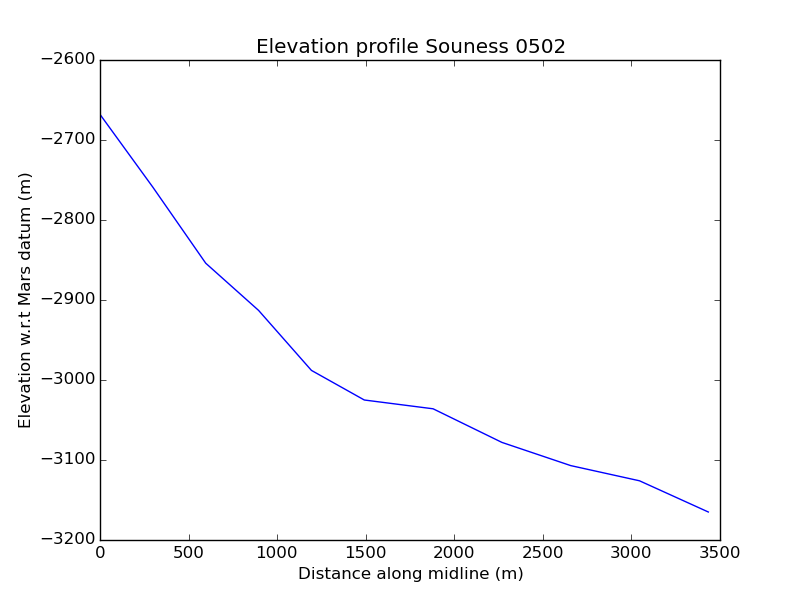 Elevation profile Souness 0502
−2600
−2700
−2800
−2900
−3000
−3100
−3200
Elevation w.r.t Mars datum (m)
0 500 1000 1500 2000 2500 3000 3500
Distance along midline (m)